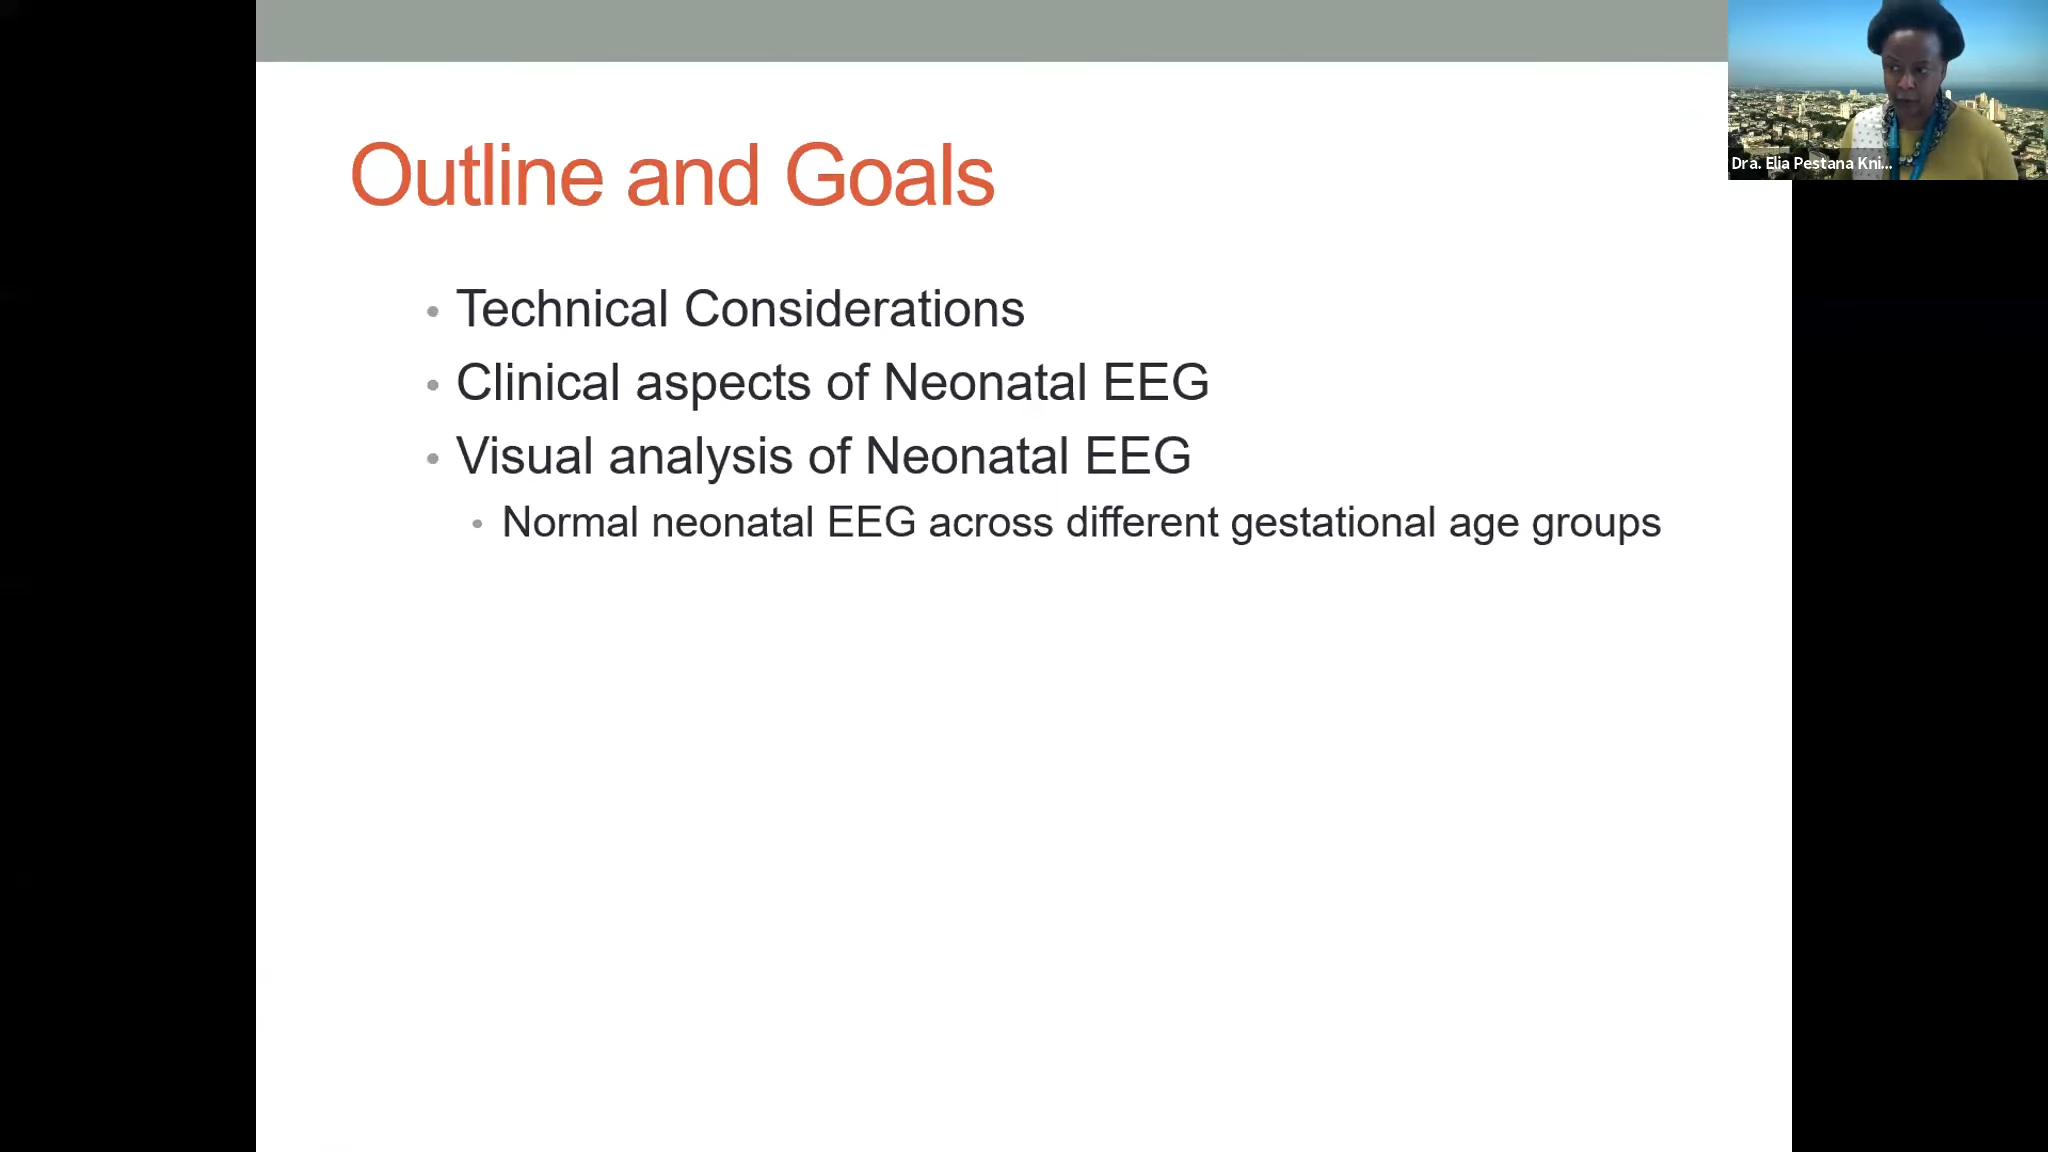 Outline and Goals
• Technical Considerations
• Clinical aspects of Neonatal EEG
• Visual analysis of Neonatal EEG
• Normal neonatal EEG across different gestational age groups
Dra. Elia Pestana Kni...